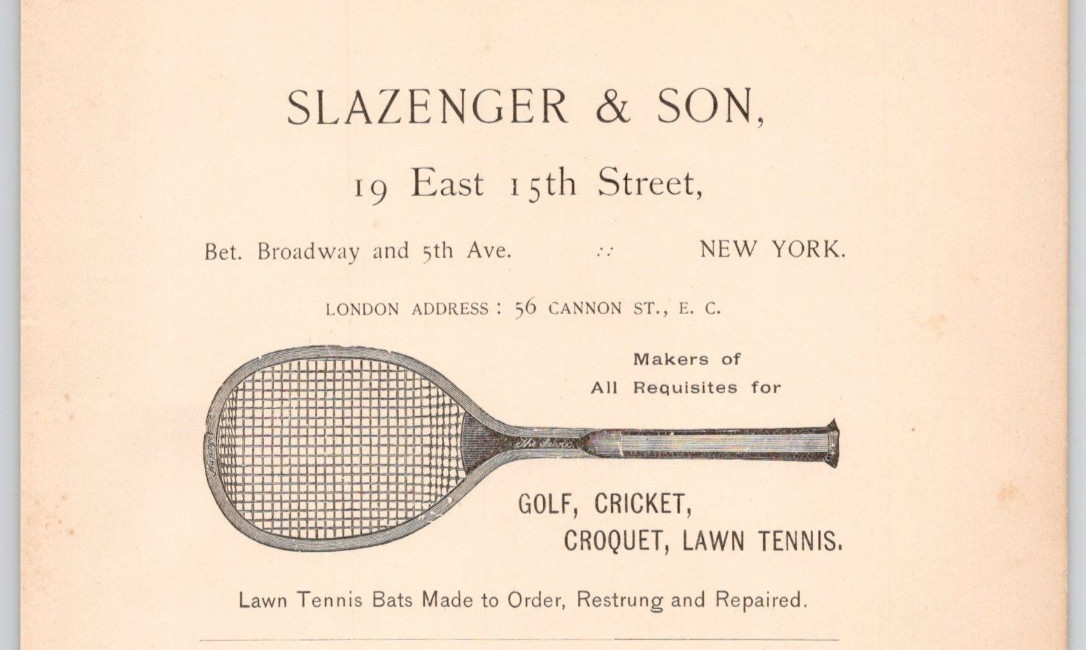 SLAZENGER & SON,
19 East 15th Street,
Bet. Broadway and 5th Ave. ∴ NEW YORK.
LONDON ADDRESS : 56 CANNON ST., E. C.
Makers of
All Requisites for
The
GOLF, CRICKET,
CROQUET, LAWN TENNIS.
Lawn Tennis Bats Made to Order, Restrung and Repaired.